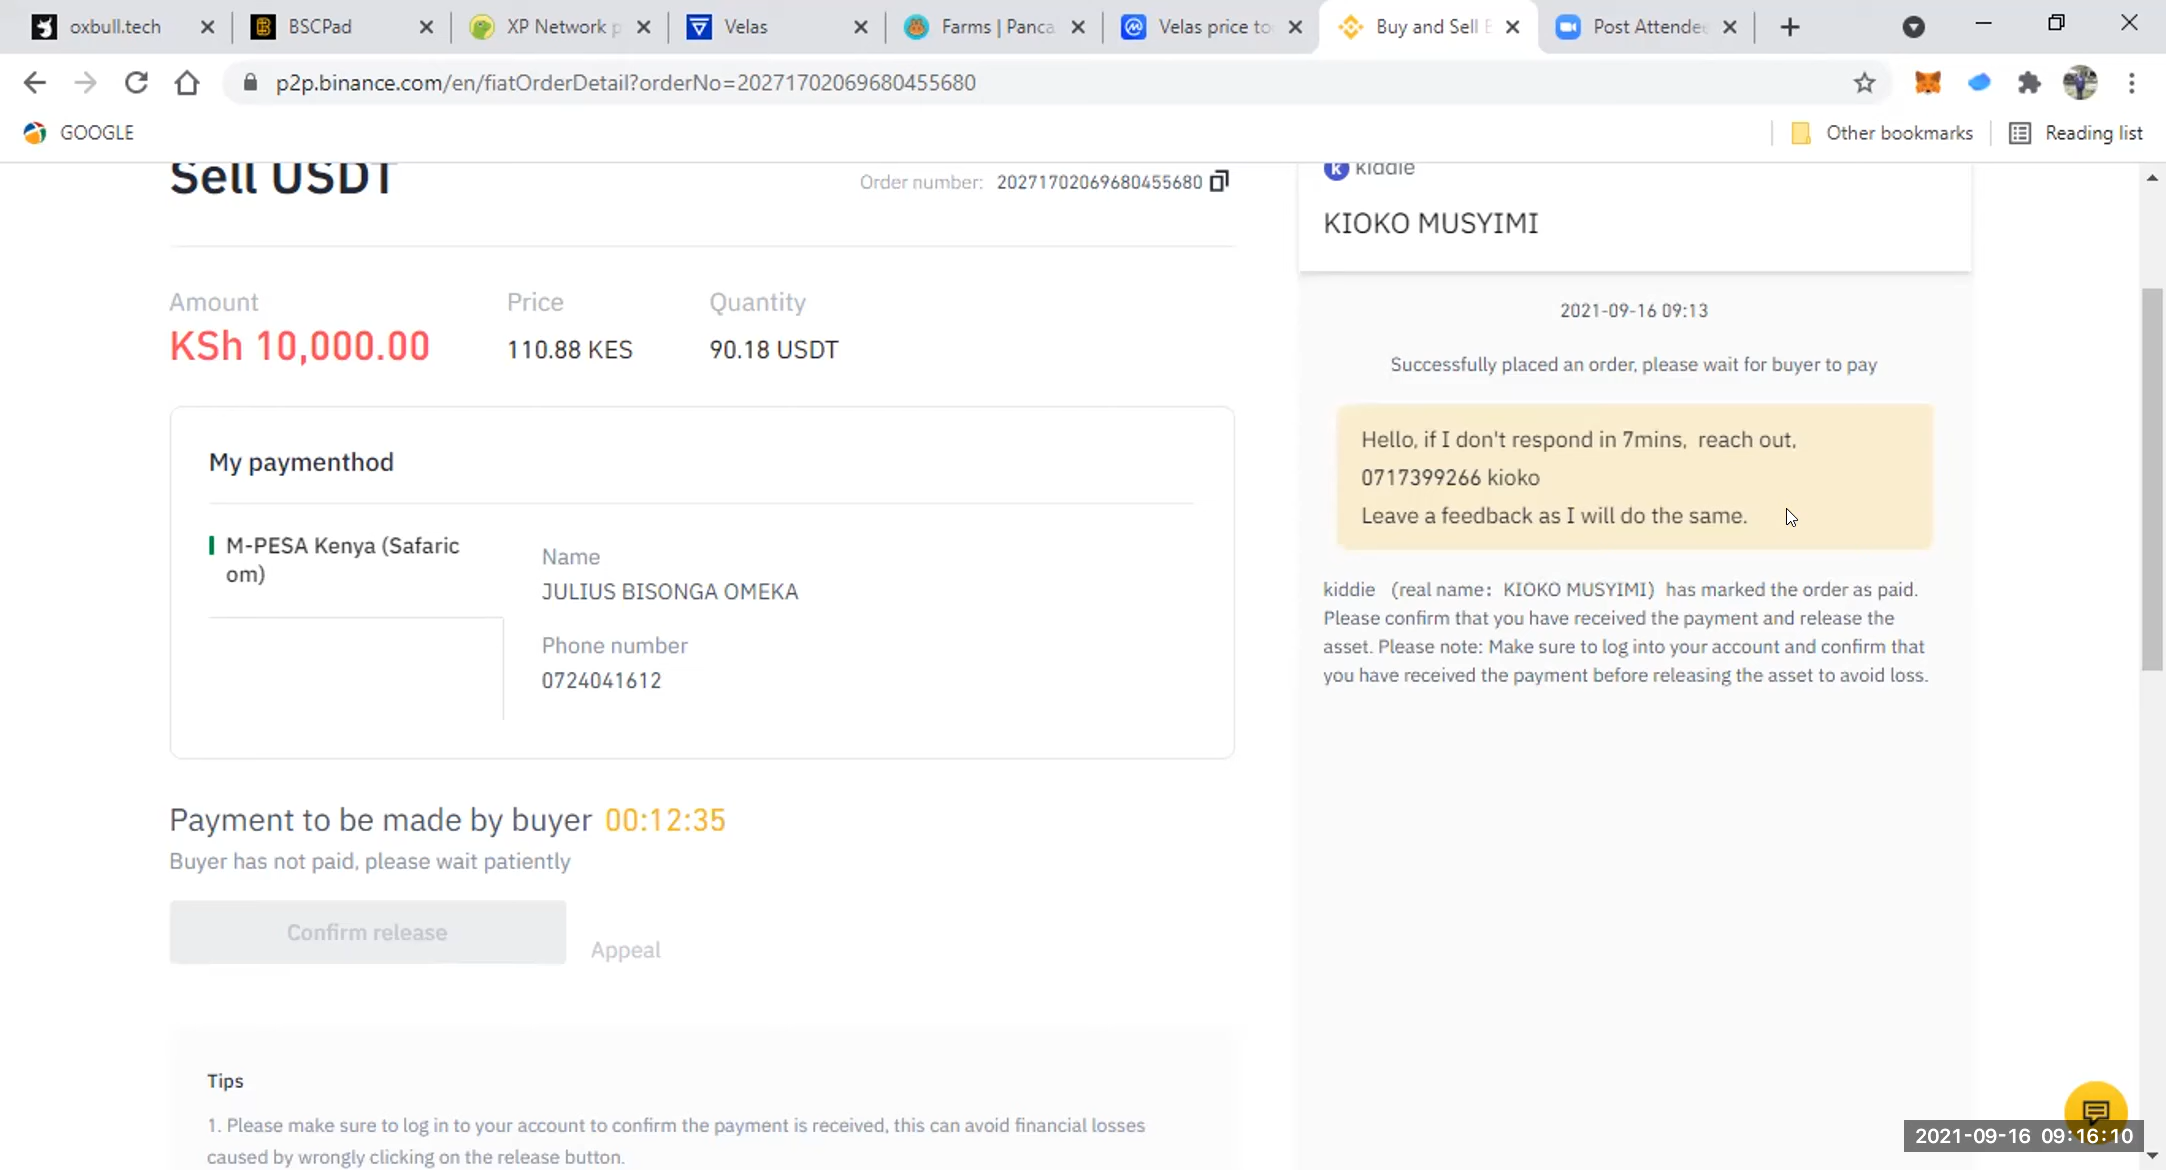 oxbull.tech
BSCPad
XP Network p
Velas
Farms | Panca
Velas price to
Buy and Sell B
Post Attendee
p2p.binance.com/en/fiatOrderDetail?orderNo=20271702069680455680
GOOGLE
Other bookmarks
Reading list
Sell USDT
Order number: 20271702069680455680
Amount
Price
Quantity
KSh 10,000.00
110.88 KES
90.18 USDT
My paymenthod
M-PESA Kenya (Safaric
om)
Name
JULIUS BISONGA OMEKA
Phone number
0724041612
Payment to be made by buyer 00:12:35
Buyer has not paid, please wait patiently
Confirm release
Appeal
Tips
1. Please make sure to log in to your account to confirm the payment is received, this can avoid financial losses
caused by wrongly clicking on the release button.
k kiddie
KIOKO MUSYIMI
2021-09-16 09:13
Successfully placed an order, please wait for buyer to pay
Hello, if I don't respond in 7mins, reach out,
0717399266 kioko
Leave a feedback as I will do the same.
kiddie (real name: KIOKO MUSYIMI) has marked the order as paid.
Please confirm that you have received the payment and release the
asset. Please note: Make sure to log into your account and confirm that
you have received the payment before releasing the asset to avoid loss.
2021-09-16 09:16:10